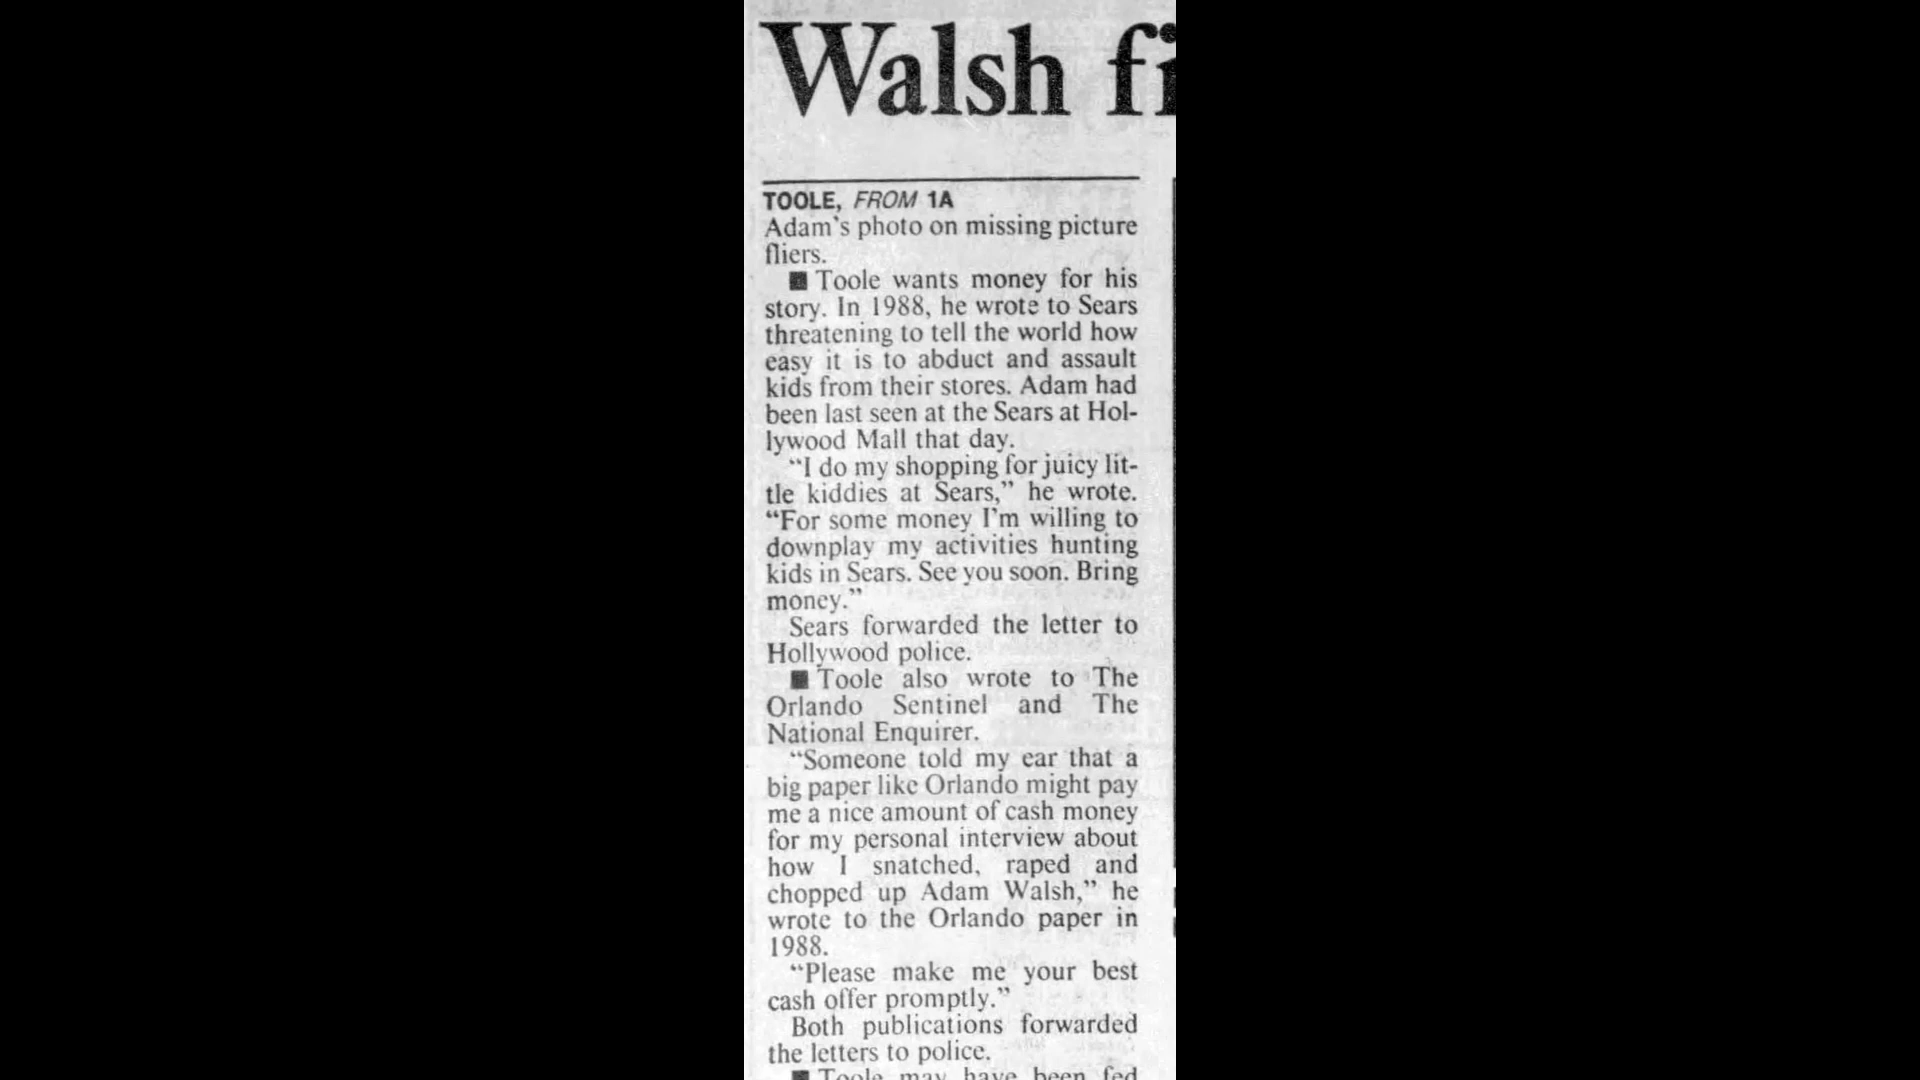 Walsh fi
TOOLE, FROM 1A
Adam's photo on missing picture
fliers.
■ Toole wants money for his
story. In 1988, he wrote to Sears
threatening to tell the world how
easy it is to abduct and assault
kids from their stores. Adam had
been last seen at the Sears at Hol-
lywood Mall that day.
“I do my shopping for juicy lit-
tle kiddies at Sears,” he wrote.
“For some money I'm willing to
downplay my activities hunting
kids in Sears. See you soon. Bring
money.”
Sears forwarded the letter to
Hollywood police.
■ Toole also wrote to The
Orlando Sentinel and The
National Enquirer.
“Someone told my ear that a
big paper like Orlando might pay
me a nice amount of cash money
for my personal interview about
how I snatched, raped and
chopped up Adam Walsh,” he
wrote to the Orlando paper in
1988.
“Please make me your best
cash offer promptly.”
Both publications forwarded
the letters to police.
■ Toole may have been fed